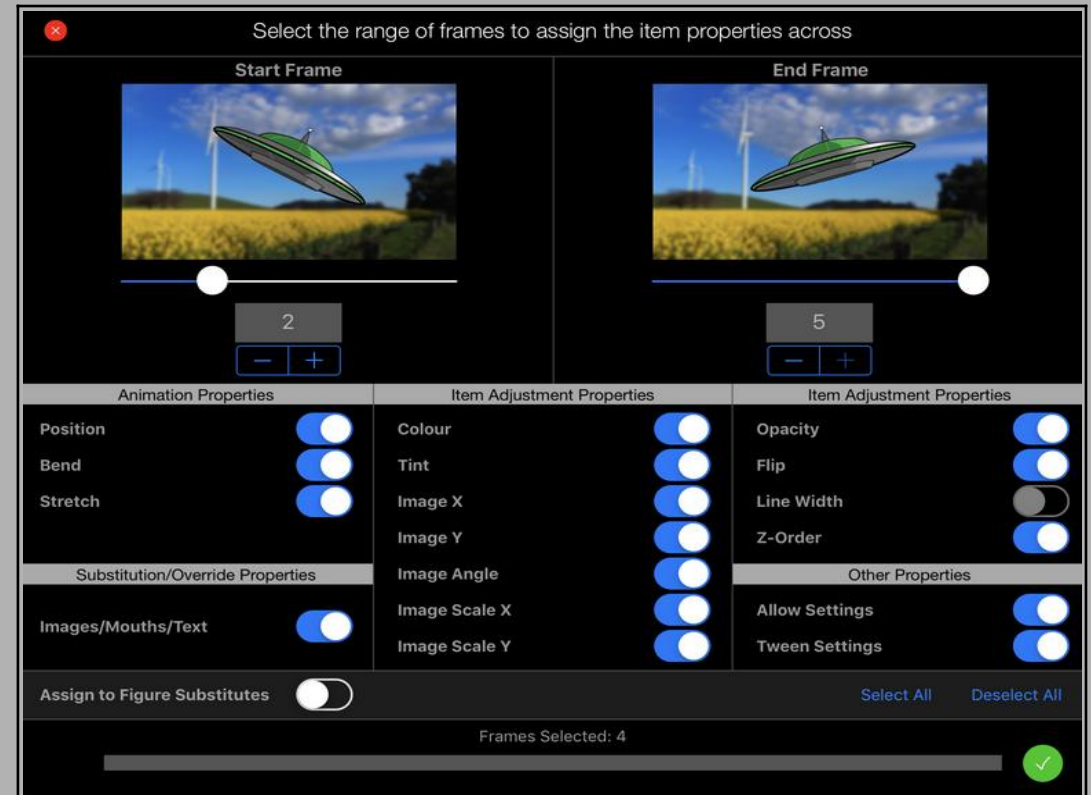 Select the range of frames to assign the item properties across
Start Frame
End Frame
2
5
Animation Properties
Position
Bend
Stretch
Substitution/Override Properties
Images/Mouths/Text
Item Adjustment Properties
Colour
Tint
Image X
Image Y
Image Angle
Image Scale X
Image Scale Y
Item Adjustment Properties
Opacity
Flip
Line Width
Z-Order
Other Properties
Allow Settings
Tween Settings
Assign to Figure Substitutes
Select All
Deselect All
Frames Selected: 4